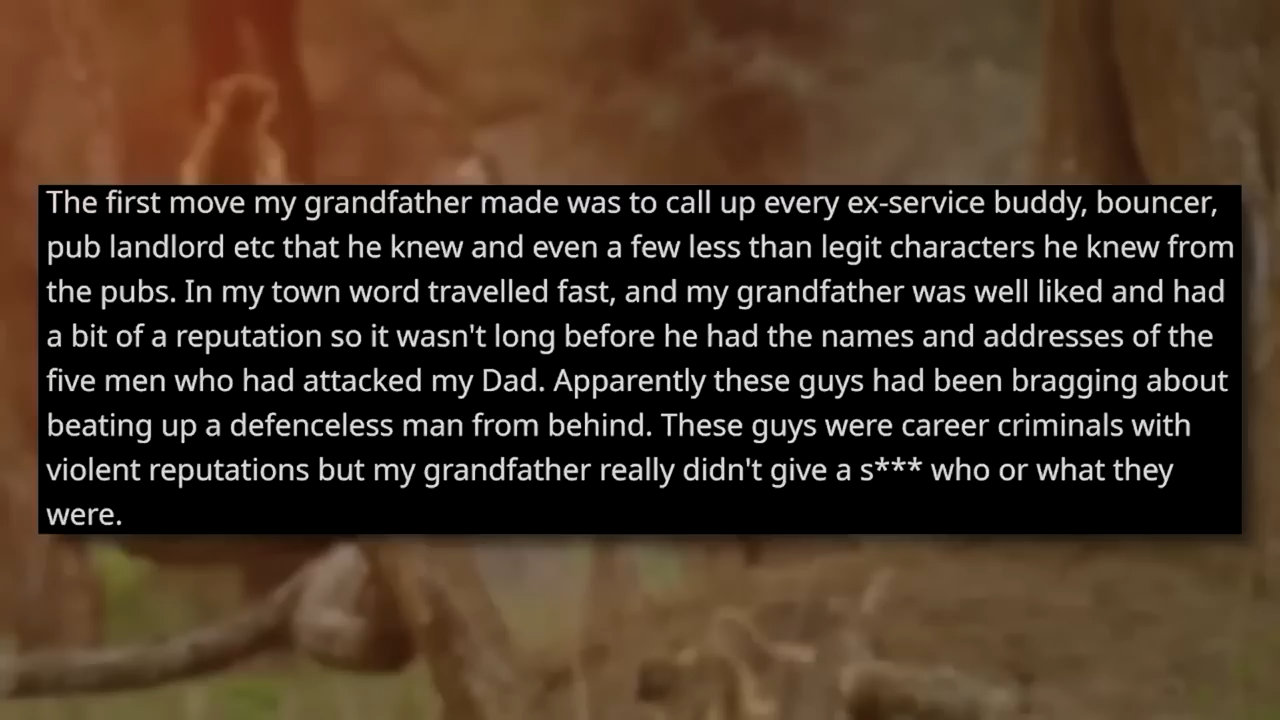 The first move my grandfather made was to call up every ex-service buddy, bouncer,
pub landlord etc that he knew and even a few less than legit characters he knew from
the pubs. In my town word travelled fast, and my grandfather was well liked and had
a bit of a reputation so it wasn't long before he had the names and addresses of the
five men who had attacked my Dad. Apparently these guys had been bragging about
beating up a defenceless man from behind. These guys were career criminals with
violent reputations but my grandfather really didn't give a s*** who or what they
were.